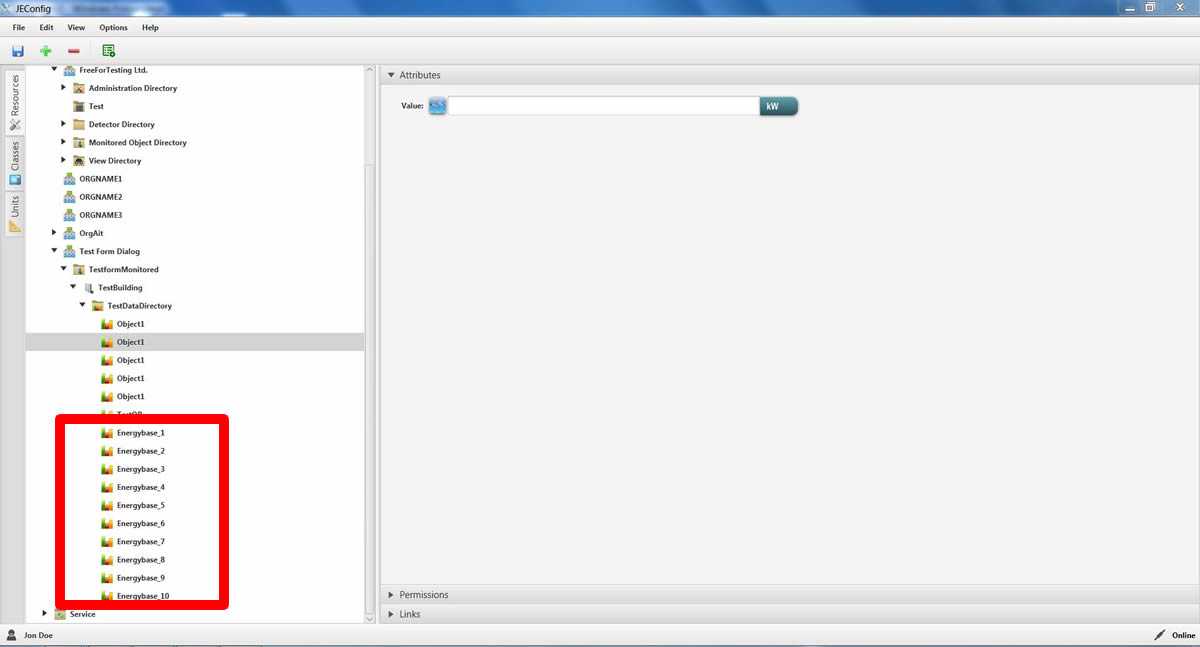 JEConfig
File Edit View Options Help
Resources
Classes
Units
FreeForTesting Ltd.
Administration Directory
Test
Detector Directory
Monitored Object Directory
View Directory
ORGNAME1
ORGNAME2
ORGNAME3
OrgAit
Test Form Dialog
TestformMonitored
TestBuilding
TestDataDirectory
Object1
Object1
Object1
Object1
Object1
Energybase_1
Energybase_2
Energybase_3
Energybase_4
Energybase_5
Energybase_6
Energybase_7
Energybase_8
Energybase_9
Energybase_10
Service
Attributes
Value: kW
Permissions
Links
Jon Doe
Online